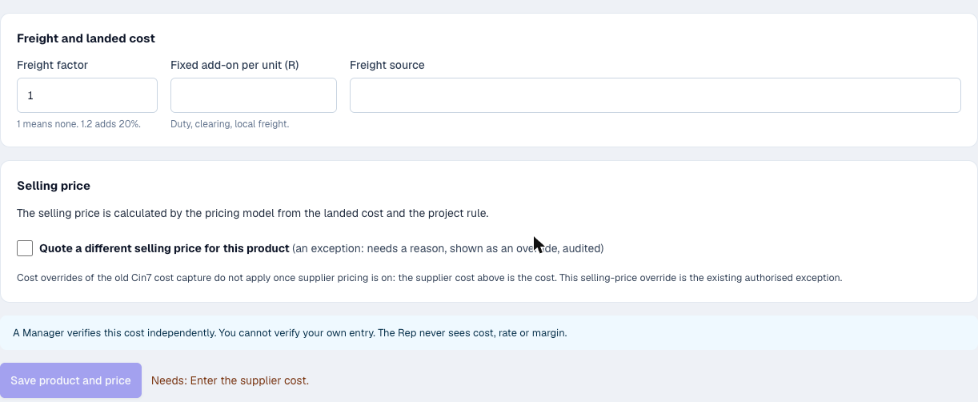 Freight and landed cost
Freight factor
Fixed add-on per unit (R)
Freight source
1
1 means none. 1.2 adds 20%.
Duty, clearing, local freight.
Selling price
The selling price is calculated by the pricing model from the landed cost and the project rule.
Quote a different selling price for this product (an exception: needs a reason, shown as an override, audited)
Cost overrides of the old Cin7 cost capture do not apply once supplier pricing is on: the supplier cost above is the cost. This selling-price override is the existing authorised exception.
A Manager verifies this cost independently. You cannot verify your own entry. The Rep never sees cost, rate or margin.
Save product and price
Needs: Enter the supplier cost.